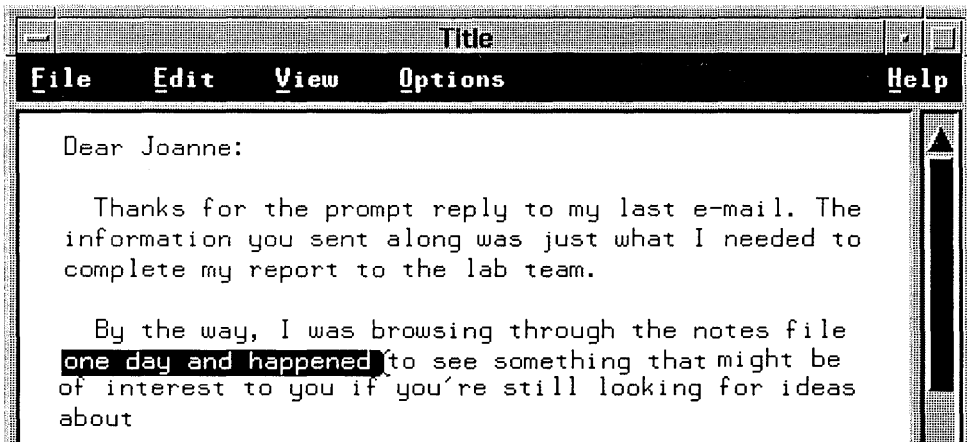 Title
File Edit View Options Help
Dear Joanne:
Thanks for the prompt reply to my last e-mail. The
information you sent along was just what I needed to
complete my report to the lab team.
By the way, I was browsing through the notes file
one day and happened to see something that might be
of interest to you if you're still looking for ideas
about